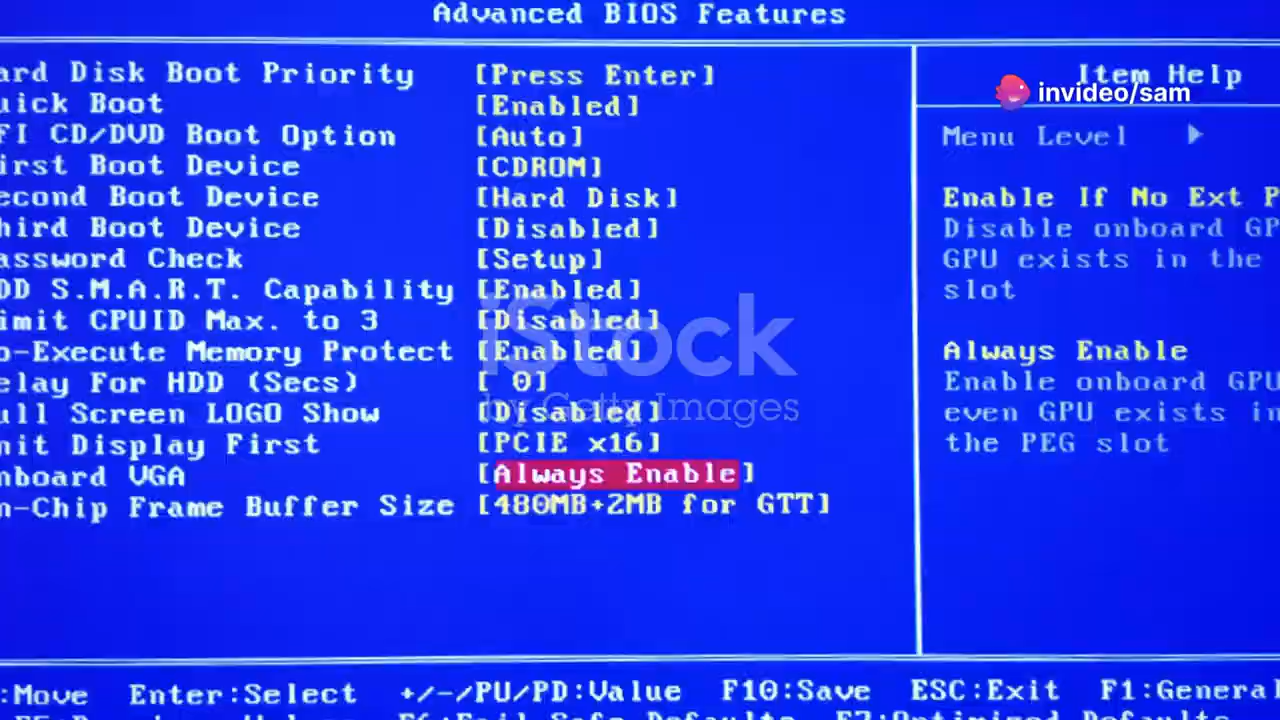 Advanced BIOS Features
ard Disk Boot Priority [Press Enter]
uick Boot [Enabled]
FI CD/DVD Boot Option [Auto]
irst Boot Device [CDROM]
econd Boot Device [Hard Disk]
hird Boot Device [Disabled]
assword Check [Setup]
DD S.M.A.R.T. Capability [Enabled]
imit CPUID Max. to 3 [Disabled]
o-Execute Memory Protect [Enabled]
elay For HDD (Secs) [ 0]
ull Screen LOGO Show [Disabled]
nit Display First [PCIE x16]
nboard VGA [Always Enable]
n-Chip Frame Buffer Size [480MB+2MB for GTT]
Item Help
invideo/sam
Menu Level
Enable If No Ext P
Disable onboard GP
GPU exists in the
slot
Always Enable
Enable onboard GPU
even GPU exists in
the PEG slot
iStock
by Getty Images
:Move Enter:Select +/-/PU/PD:Value F10:Save ESC:Exit F1:General